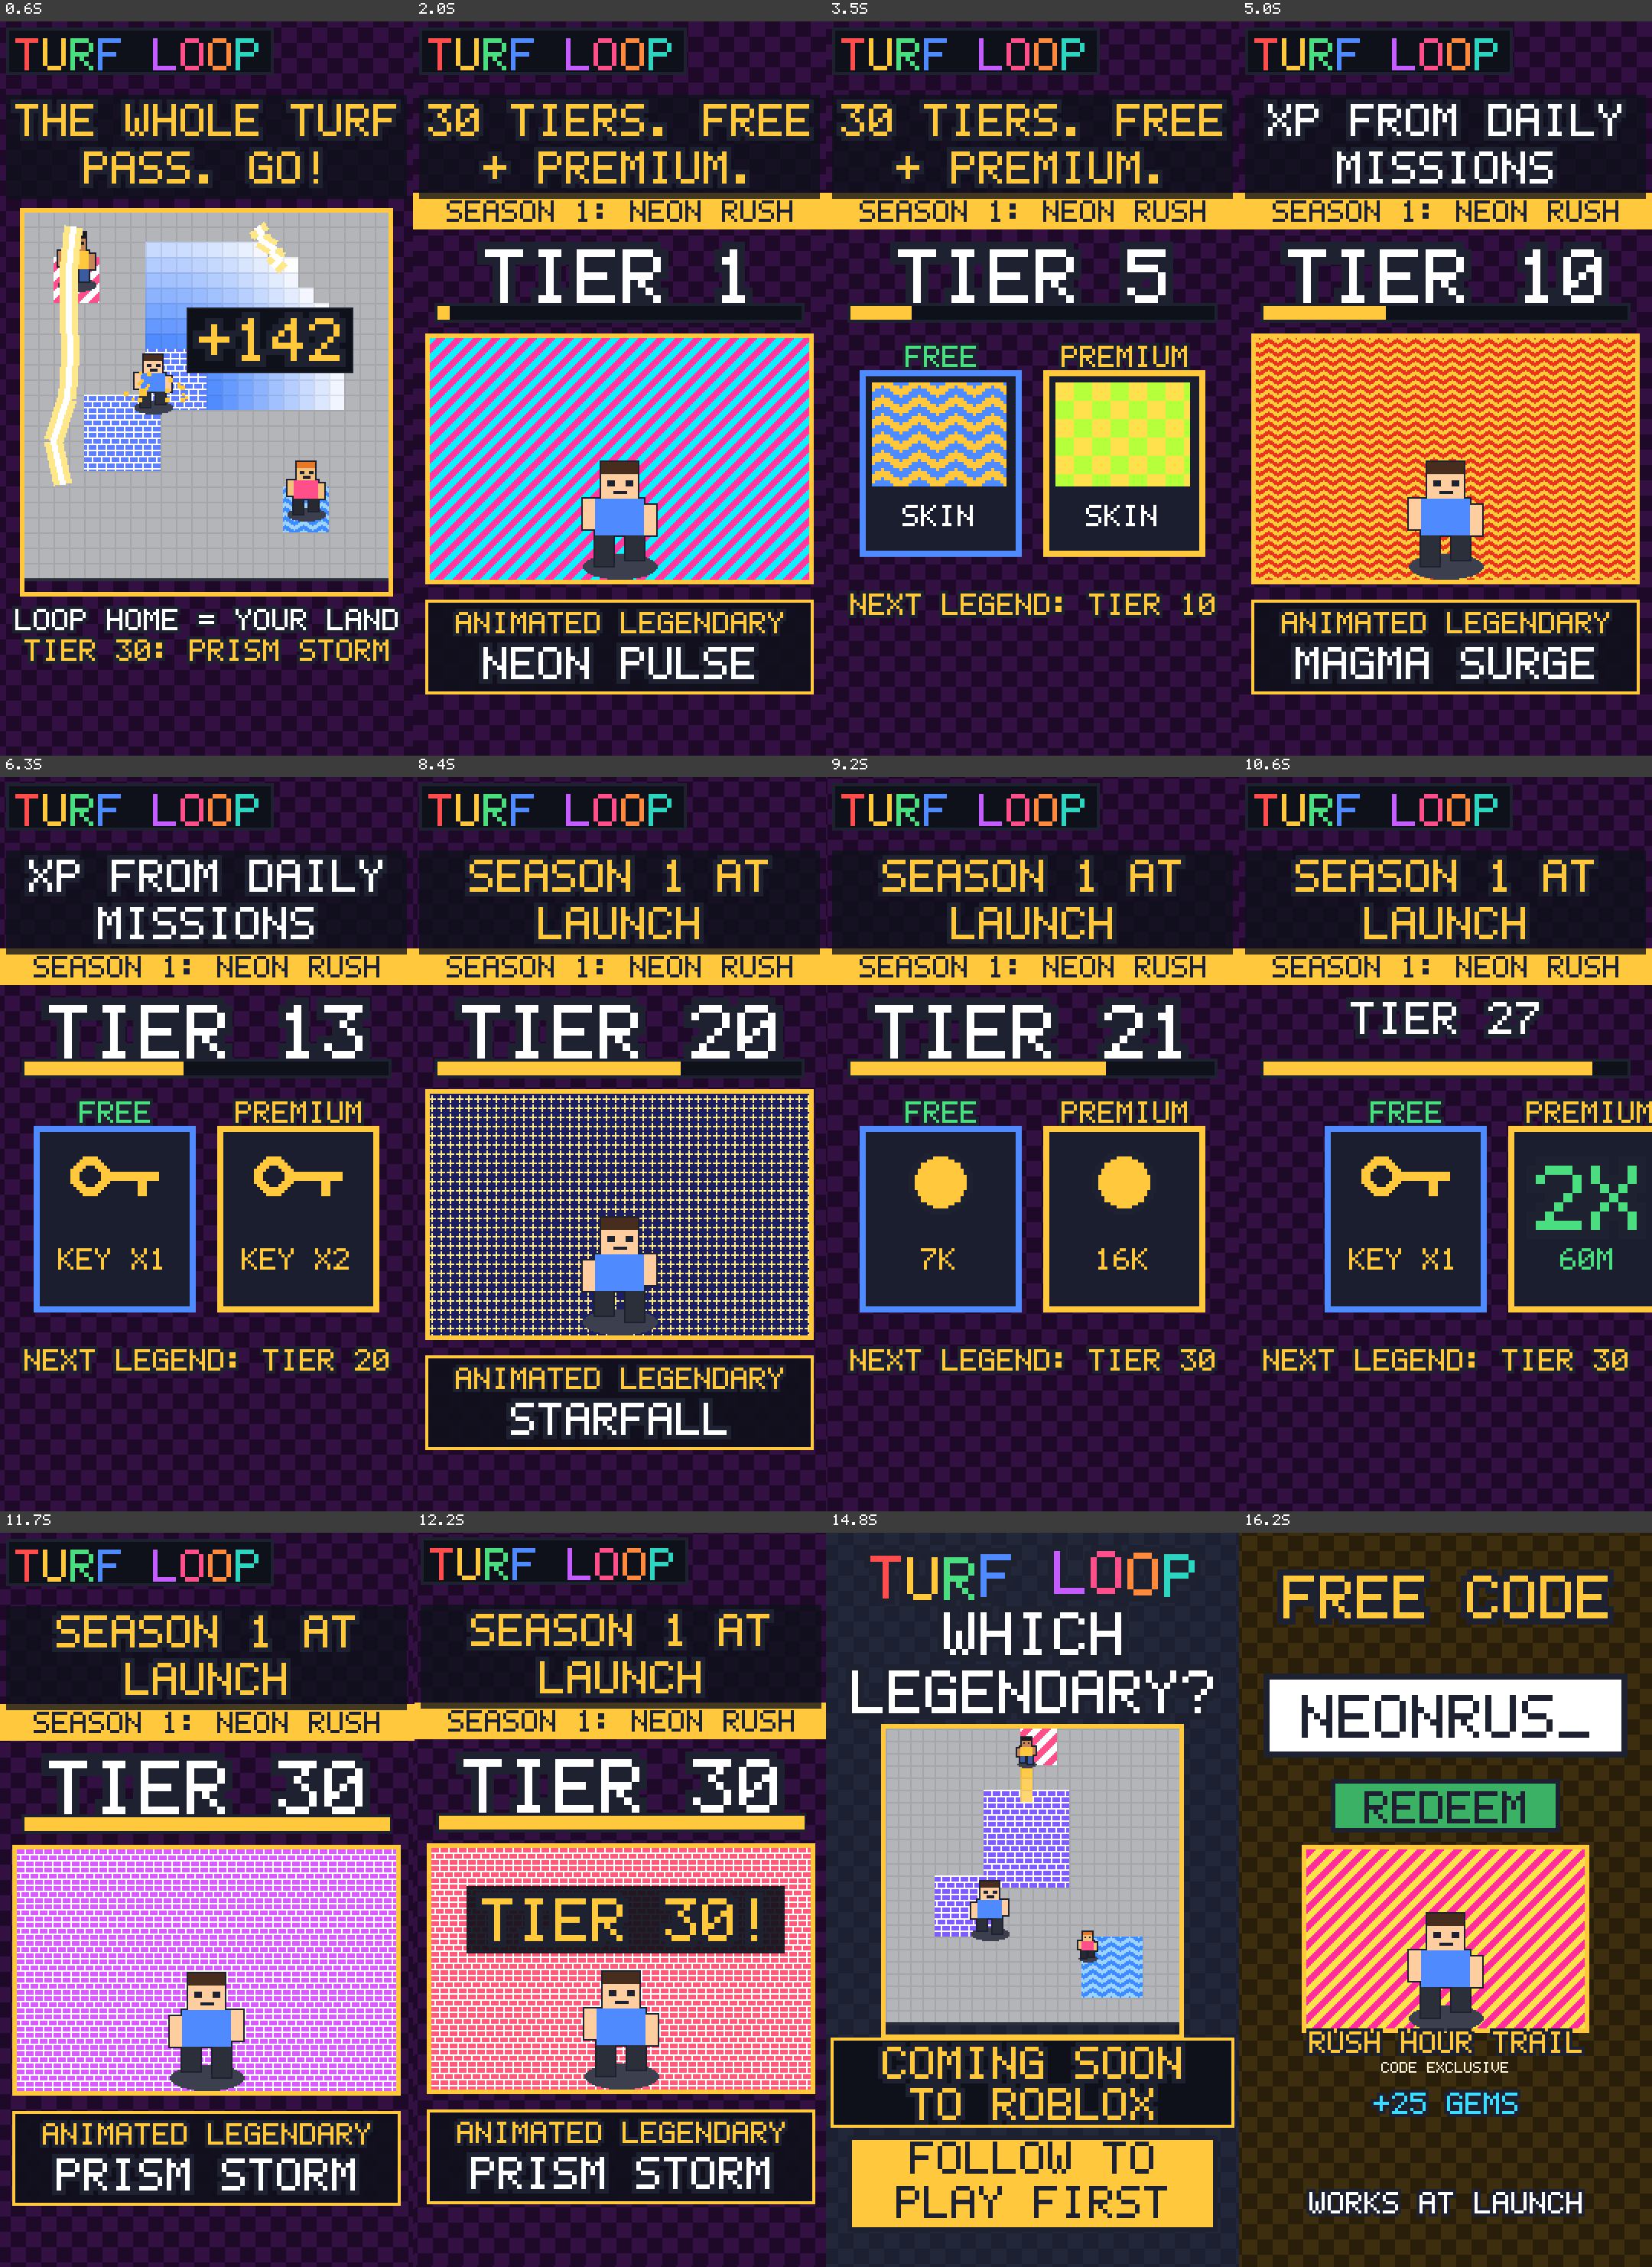 0.6S
TURF LOOP
THE WHOLE TURF
PASS. GO!
+142
LOOP HOME = YOUR LAND
TIER 30: PRISM STORM
2.0S
TURF LOOP
30 TIERS. FREE
+ PREMIUM.
SEASON 1: NEON RUSH
TIER 1
ANIMATED LEGENDARY
NEON PULSE
3.5S
TURF LOOP
30 TIERS. FREE
+ PREMIUM.
SEASON 1: NEON RUSH
TIER 5
FREE PREMIUM
SKIN SKIN
NEXT LEGEND: TIER 10
5.0S
TURF LOOP
XP FROM DAILY
MISSIONS
SEASON 1: NEON RUSH
TIER 10
ANIMATED LEGENDARY
MAGMA SURGE
6.3S
TURF LOOP
XP FROM DAILY
MISSIONS
SEASON 1: NEON RUSH
TIER 13
FREE PREMIUM
KEY X1 KEY X2
NEXT LEGEND: TIER 20
8.4S
TURF LOOP
SEASON 1 AT
LAUNCH
SEASON 1: NEON RUSH
TIER 20
ANIMATED LEGENDARY
STARFALL
9.2S
TURF LOOP
SEASON 1 AT
LAUNCH
SEASON 1: NEON RUSH
TIER 21
FREE PREMIUM
7K 16K
NEXT LEGEND: TIER 30
10.6S
TURF LOOP
SEASON 1 AT
LAUNCH
SEASON 1: NEON RUSH
TIER 27
FREE PREMIUM
2X
KEY X1 60M
NEXT LEGEND: TIER 30
11.7S
TURF LOOP
SEASON 1 AT
LAUNCH
SEASON 1: NEON RUSH
TIER 30
ANIMATED LEGENDARY
PRISM STORM
12.2S
TURF LOOP
SEASON 1 AT
LAUNCH
SEASON 1: NEON RUSH
TIER 30
TIER 30!
ANIMATED LEGENDARY
PRISM STORM
14.8S
TURF LOOP
WHICH
LEGENDARY?
COMING SOON
TO ROBLOX
FOLLOW TO
PLAY FIRST
16.2S
FREE CODE
NEONRUS_
REDEEM
RUSH HOUR TRAIL
CODE EXCLUSIVE
+25 GEMS
WORKS AT LAUNCH